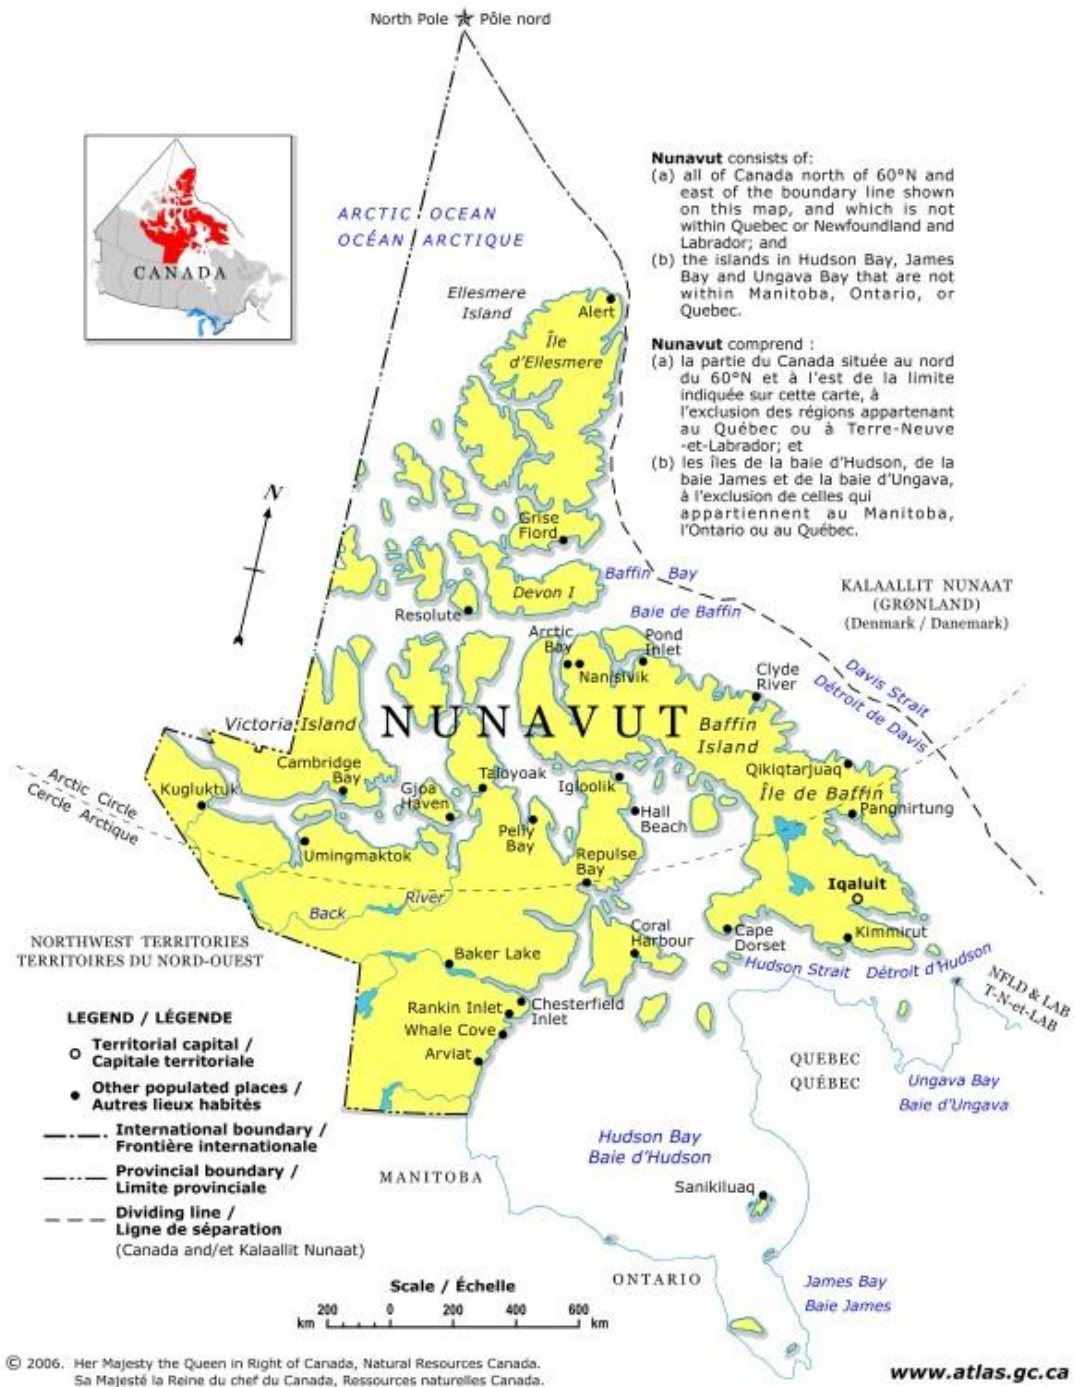 North Pole Pôle nord
Nunavut consists of:
(a) all of Canada north of 60°N and
east of the boundary line shown
on this map, and which is not
within Quebec or Newfoundland and
Labrador; and
(b) the islands in Hudson Bay, James
Bay and Ungava Bay that are not
within Manitoba, Ontario, or
Quebec.
Nunavut comprend :
(a) la partie du Canada située au nord
du 60°N et à l'est de la limite
indiquée sur cette carte, à
l'exclusion des régions appartenant
au Québec ou à Terre-Neuve
-et-Labrador; et
(b) les îles de la baie d'Hudson, de la
baie James et de la baie d'Ungava,
à l'exclusion de celles qui
appartiennent au Manitoba,
l'Ontario ou au Québec.
CANADA
ARCTIC OCEAN
OCÉAN ARCTIQUE
Ellesmere
Island
Alert
Île
d'Ellesmere
N
Grise
Fiord
Devon I
Resolute
Baffin Bay
Baie de Baffin
KALAALLIT NUNAAT
(GRØNLAND)
(Denmark / Danemark)
Arctic
Bay
Pond
Inlet
Nanisivik
Clyde
River
Davis Strait
Détroit de Davis
Victoria Island
NUNAVUT
Baffin
Island
Cambridge
Bay
Kugluktuk
Gjoa
Haven
Taloyoak
Igloolik
Qikiqtarjuaq
Île de Baffin
Pangnirtung
Arctic Circle
Cercle Arctique
Hall
Beach
Pelly
Bay
Umingmaktok
Repulse
Bay
Iqaluit
Back River
Coral
Harbour
Cape
Dorset
Kimmirut
NORTHWEST TERRITORIES
TERRITOIRES DU NORD-OUEST
Baker Lake
Hudson Strait Détroit d'Hudson
NFLD & LAB
T-N-et-LAB
Rankin Inlet
Chesterfield
Inlet
Whale Cove
Arviat
QUEBEC
QUÉBEC
Ungava Bay
Baie d'Ungava
Hudson Bay
Baie d'Hudson
MANITOBA
Sanikiluaq
ONTARIO
James Bay
Baie James
LEGEND / LÉGENDE
Territorial capital /
Capitale territoriale
Other populated places /
Autres lieux habités
International boundary /
Frontière internationale
Provincial boundary /
Limite provinciale
Dividing line /
Ligne de séparation
(Canada and/et Kalaallit Nunaat)
Scale / Échelle
km 200 0 200 400 600 km
© 2006. Her Majesty the Queen in Right of Canada, Natural Resources Canada.
Sa Majesté la Reine du chef du Canada, Ressources naturelles Canada.
www.atlas.gc.ca